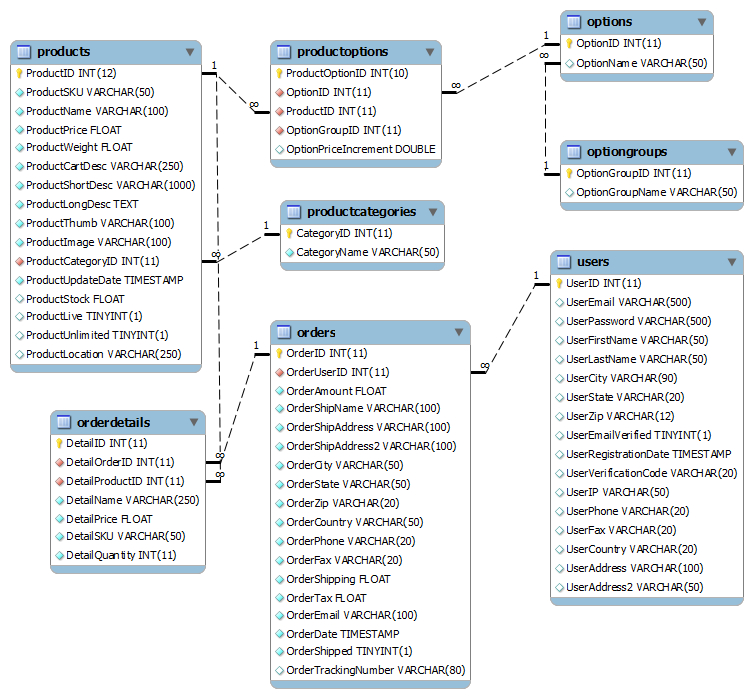 products
ProductID INT(12)
ProductSKU VARCHAR(50)
ProductName VARCHAR(100)
ProductPrice FLOAT
ProductWeight FLOAT
ProductCartDesc VARCHAR(250)
ProductShortDesc VARCHAR(1000)
ProductLongDesc TEXT
ProductThumb VARCHAR(100)
ProductImage VARCHAR(100)
ProductCategoryID INT(11)
ProductUpdateDate TIMESTAMP
ProductStock FLOAT
ProductLive TINYINT(1)
ProductUnlimited TINYINT(1)
ProductLocation VARCHAR(250)
1
∞
∞
1
productoptions
ProductOptionID INT(10)
OptionID INT(11)
ProductID INT(11)
OptionGroupID INT(11)
OptionPriceIncrement DOUBLE
∞
1
∞
1
options
OptionID INT(11)
OptionName VARCHAR(50)
optiongroups
OptionGroupID INT(11)
OptionGroupName VARCHAR(50)
productcategories
CategoryID INT(11)
CategoryName VARCHAR(50)
users
UserID INT(11)
UserEmail VARCHAR(500)
UserPassword VARCHAR(500)
UserFirstName VARCHAR(50)
UserLastName VARCHAR(50)
UserCity VARCHAR(90)
UserState VARCHAR(20)
UserZip VARCHAR(12)
UserEmailVerified TINYINT(1)
UserRegistrationDate TIMESTAMP
UserVerificationCode VARCHAR(20)
UserIP VARCHAR(50)
UserPhone VARCHAR(20)
UserFax VARCHAR(20)
UserCountry VARCHAR(20)
UserAddress VARCHAR(100)
UserAddress2 VARCHAR(50)
1
∞
orders
OrderID INT(11)
OrderUserID INT(11)
OrderAmount FLOAT
OrderShipName VARCHAR(100)
OrderShipAddress VARCHAR(100)
OrderShipAddress2 VARCHAR(100)
OrderCity VARCHAR(50)
OrderState VARCHAR(50)
OrderZip VARCHAR(20)
OrderCountry VARCHAR(50)
OrderPhone VARCHAR(20)
OrderFax VARCHAR(20)
OrderShipping FLOAT
OrderTax FLOAT
OrderEmail VARCHAR(100)
OrderDate TIMESTAMP
OrderShipped TINYINT(1)
OrderTrackingNumber VARCHAR(80)
1
∞
∞
orderdetails
DetailID INT(11)
DetailOrderID INT(11)
DetailProductID INT(11)
DetailName VARCHAR(250)
DetailPrice FLOAT
DetailSKU VARCHAR(50)
DetailQuantity INT(11)